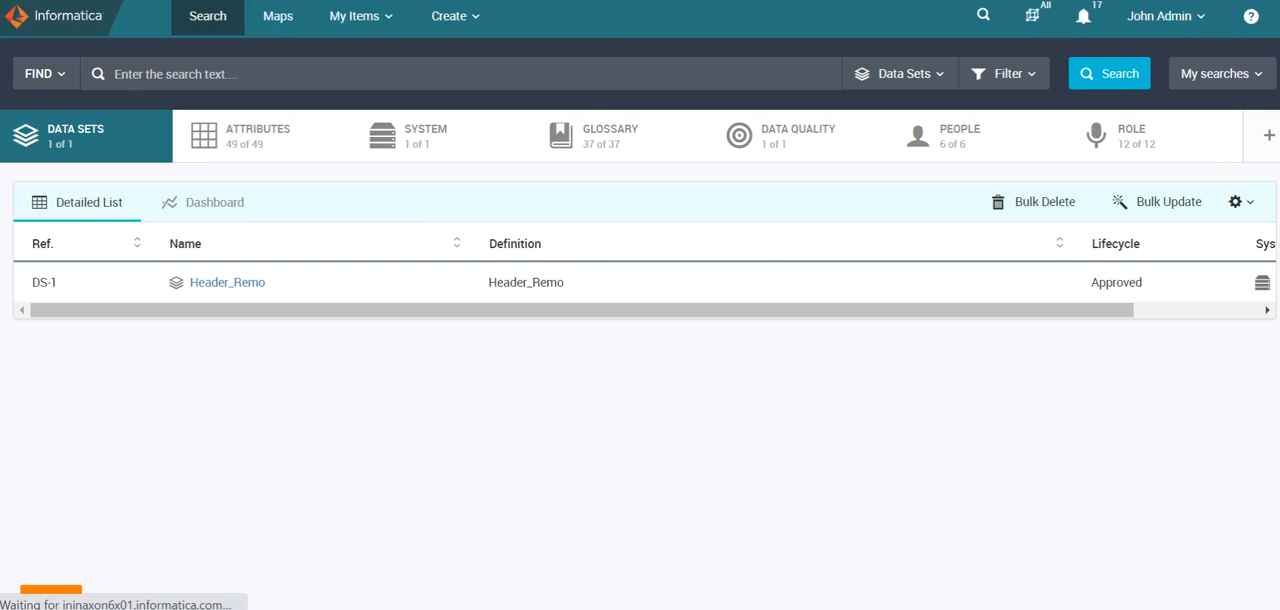 Informatica
Search
Maps
My Items
Create
All
17
John Admin
?
FIND
Enter the search text....
Data Sets
Filter
Search
My searches
DATA SETS
1 of 1
ATTRIBUTES
49 of 49
SYSTEM
1 of 1
GLOSSARY
37 of 37
DATA QUALITY
1 of 1
PEOPLE
6 of 6
ROLE
12 of 12
+
Detailed List
Dashboard
Bulk Delete
Bulk Update
Ref.
Name
Definition
Lifecycle
Sys
DS-1
Header_Remo
Header_Remo
Approved
Waiting for ininaxon6x01.informatica.com...